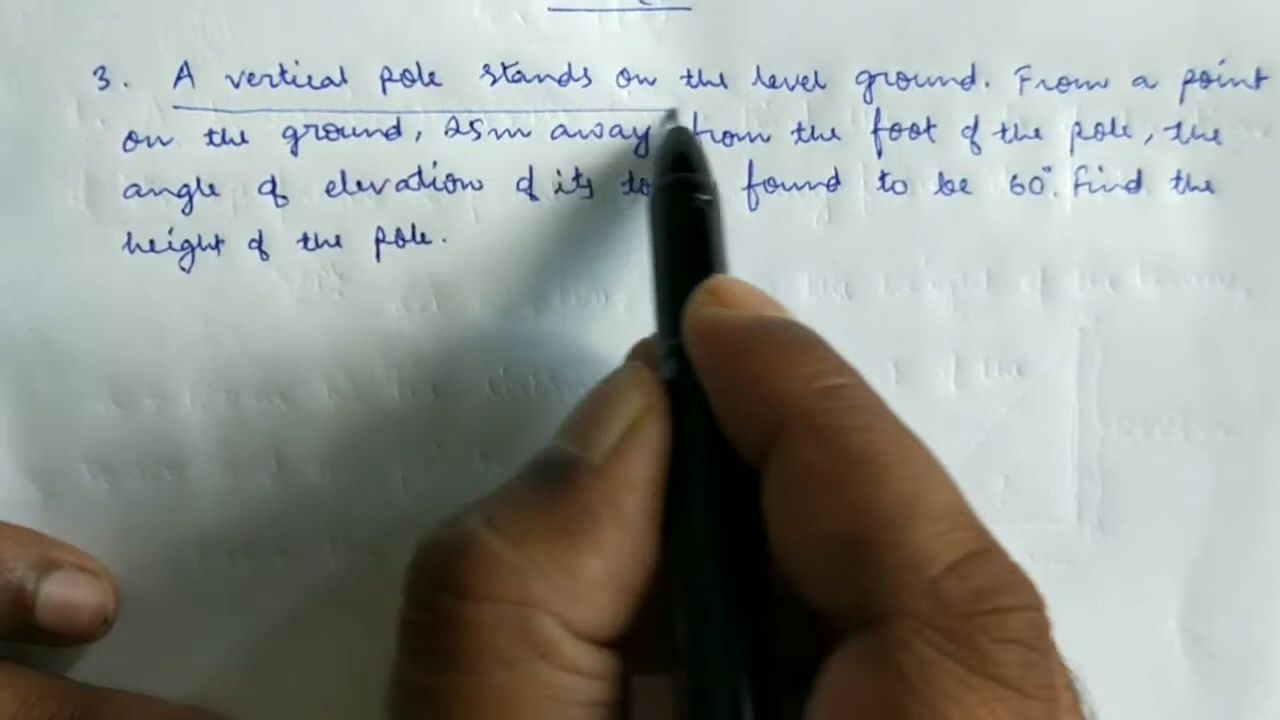 3. A vertical pole stands on the level ground. From a point
on the ground, 25m away from the foot of the pole, the
angle of elevation of its found to be 60°. Find the
height of the pole.